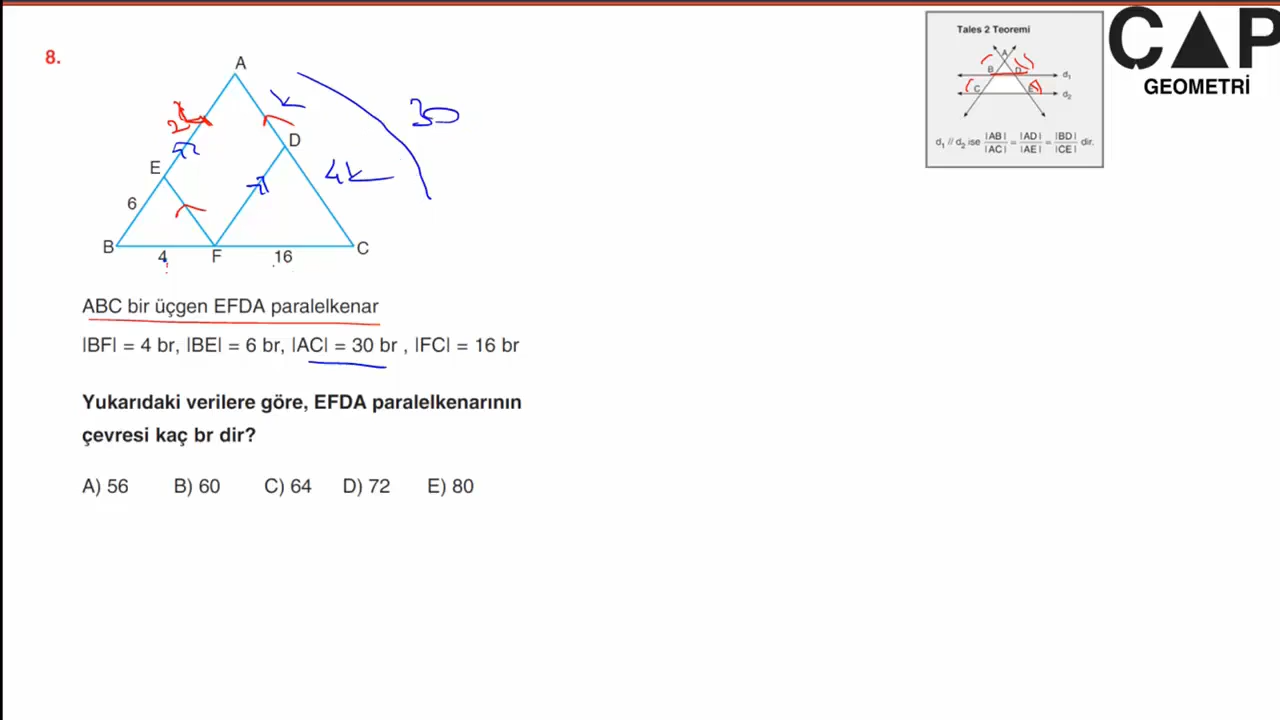 Tales 2 Teoremi
A
B
D
d₁
C
E
d₂
d₁ // d₂ ise |AB| / |AC| = |AD| / |AE| = |BD| / |CE| dir.
ÇAP
GEOMETRİ
8.
A
30
D
E
4k
6
B
F
C
4
16
ABC bir üçgen EFDA paralelkenar
|BF| = 4 br, |BE| = 6 br, |AC| = 30 br , |FC| = 16 br
Yukarıdaki verilere göre, EFDA paralelkenarının
çevresi kaç br dir?
A) 56 B) 60 C) 64 D) 72 E) 80